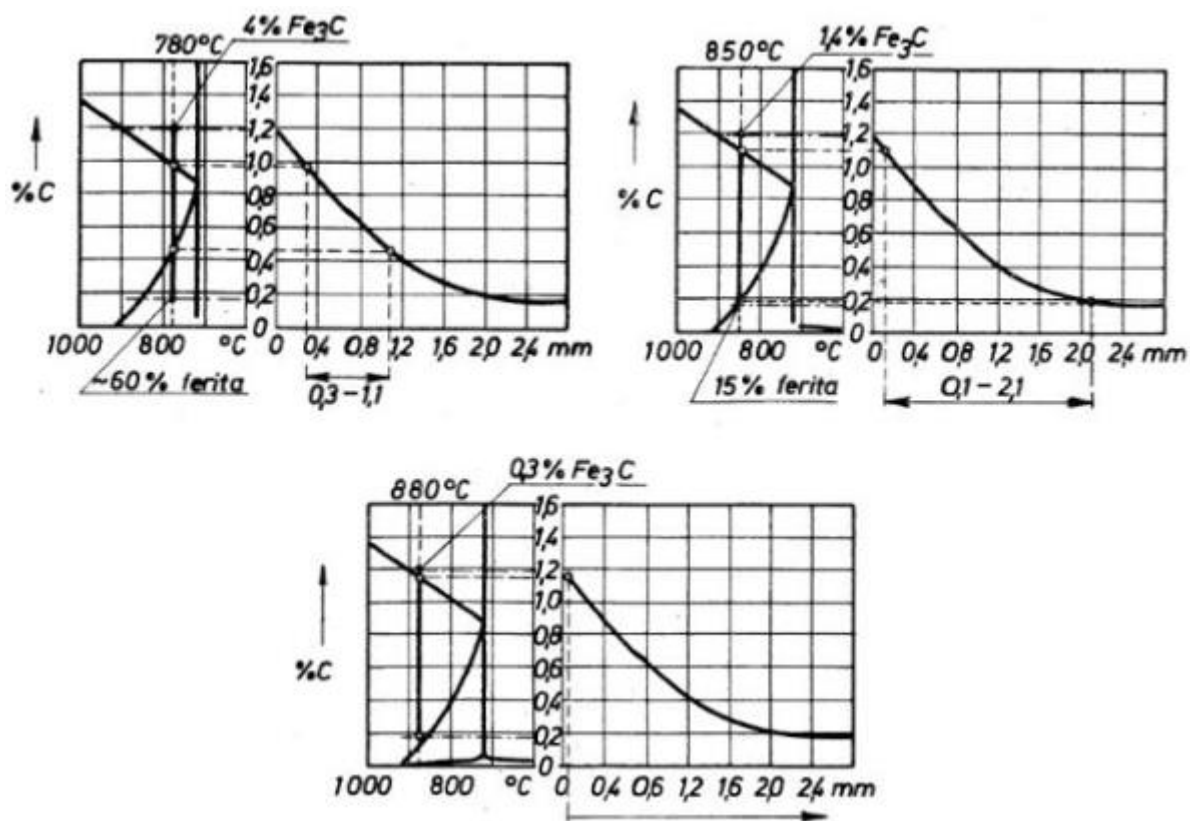 4% Fe3C
780°C
%C
1,6
1,4
1,2
1,0
0,8
0,6
0,4
0,2
0
1000 800 °C 0 0,4 0,8 1,2 1,6 2,0 2,4 mm
~60% ferita
0,3-1,1
1,4% Fe3C
850°C
%C
1,6
1,4
1,2
1,0
0,8
0,6
0,4
0,2
0
1000 800 °C 0 0,4 0,8 1,2 1,6 2,0 2,4 mm
15% ferita
0,1-2,1
0,3% Fe3C
880°C
%C
1,6
1,4
1,2
1,0
0,8
0,6
0,4
0,2
0
1000 800 °C 0 0,4 0,6 1,2 1,6 2,0 2,4 mm